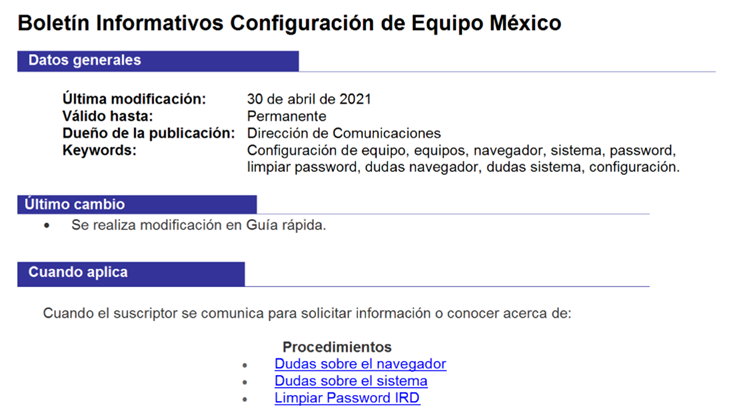 Boletín Informativos Configuración de Equipo México
Datos generales
Última modificación: 30 de abril de 2021
Válido hasta: Permanente
Dueño de la publicación: Dirección de Comunicaciones
Keywords: Configuración de equipo, equipos, navegador, sistema, password,
limpiar password, dudas navegador, dudas sistema, configuración.
Último cambio
• Se realiza modificación en Guía rápida.
Cuando aplica
Cuando el suscriptor se comunica para solicitar información o conocer acerca de:
Procedimientos
• Dudas sobre el navegador
• Dudas sobre el sistema
• Limpiar Password IRD